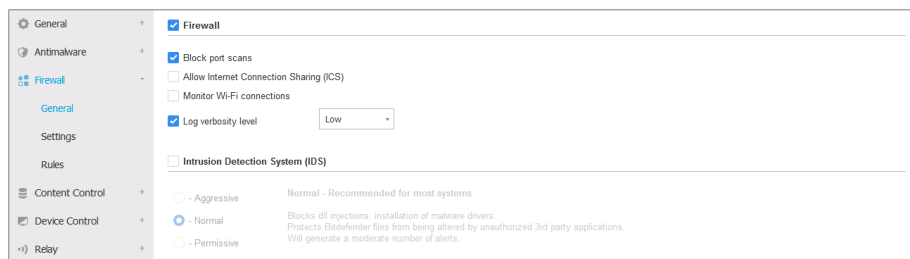 General +
Antimalware +
Firewall -
General
Settings
Rules
Content Control +
Device Control +
Relay +
Firewall
Block port scans
Allow Internet Connection Sharing (ICS)
Monitor Wi-Fi connections
Log verbosity level Low
Intrusion Detection System (IDS)
- Aggressive
- Normal
- Permissive
Normal - Recommended for most systems
Blocks dll injections, installation of malware drivers.
Protects Bitdefender files from being altered by unauthorized 3rd party applications.
Will generate a moderate number of alerts.